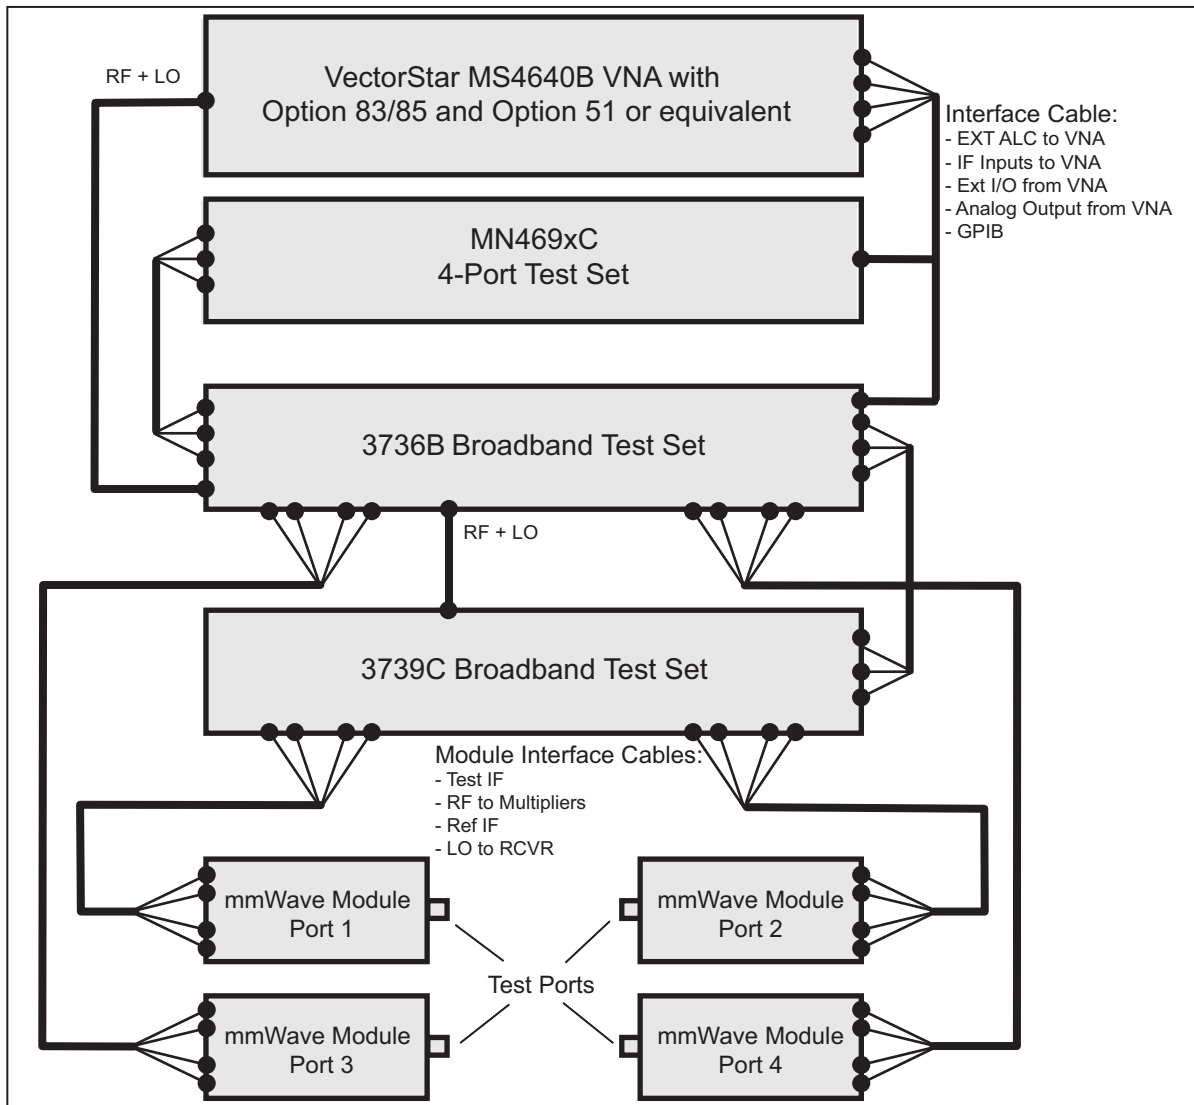 RF + LO
VectorStar MS4640B VNA with
Option 83/85 and Option 51 or equivalent
Interface Cable:
- EXT ALC to VNA
- IF Inputs to VNA
- Ext I/O from VNA
- Analog Output from VNA
- GPIB
MN469xC
4-Port Test Set
3736B Broadband Test Set
RF + LO
3739C Broadband Test Set
Module Interface Cables:
- Test IF
- RF to Multipliers
- Ref IF
- LO to RCVR
mmWave Module
Port 1
mmWave Module
Port 2
Test Ports
mmWave Module
Port 3
mmWave Module
Port 4